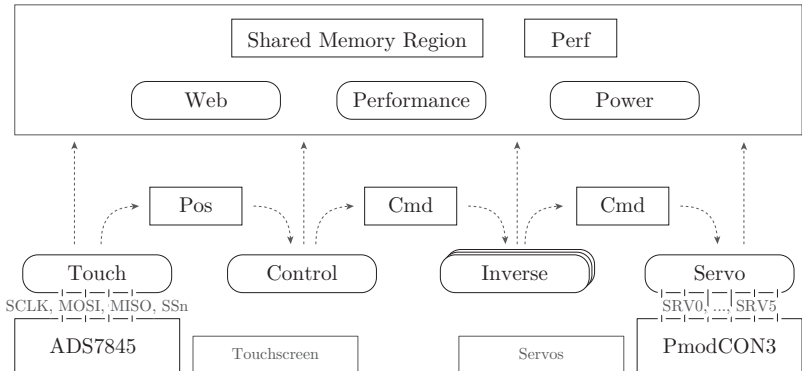 Shared Memory Region Perf
Web Performance Power
Pos Cmd Cmd
Touch Control Inverse Servo
SCLK, MOSI, MISO, SSn SRV0, ..., SRV5
ADS7845 Touchscreen Servos PmodCON3